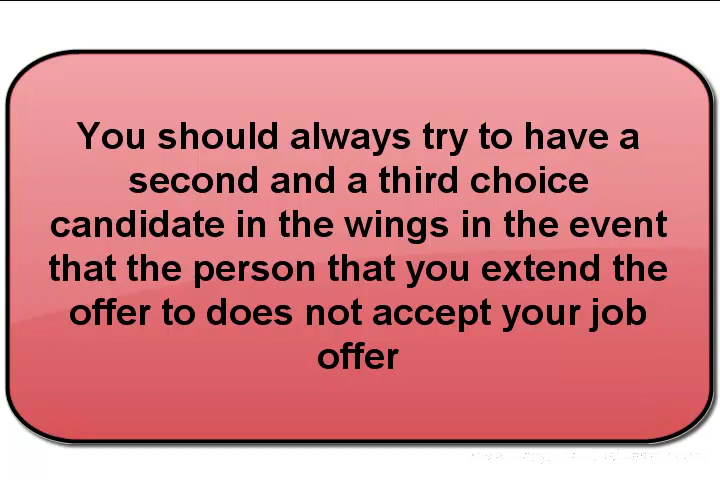 You should always try to have a
second and a third choice
candidate in the wings in the event
that the person that you extend the
offer to does not accept your job
offer